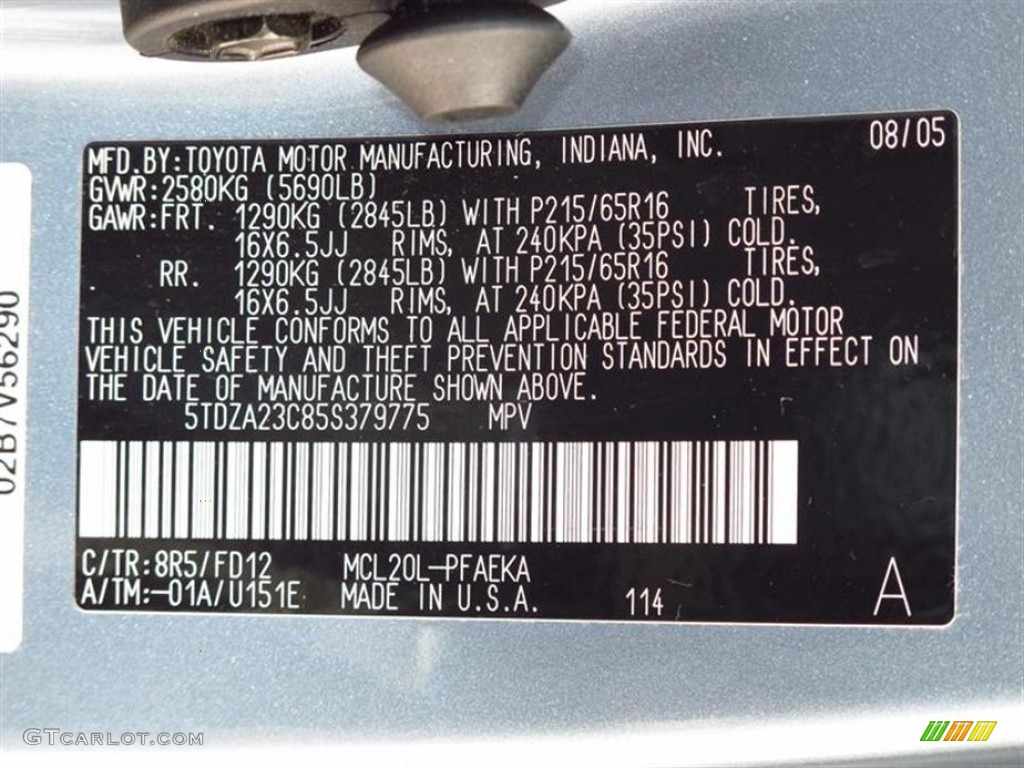 MFD.BY:TOYOTA MOTOR MANUFACTURING, INDIANA, INC. 08/05
GVWR:2580KG (5690LB)
GAWR:FRT. 1290KG (2845LB) WITH P215/65R16 TIRES,
16X6.5JJ RIMS, AT 240KPA (35PSI) COLD.
RR. 1290KG (2845LB) WITH P215/65R16 TIRES,
16X6.5JJ RIMS, AT 240KPA (35PSI) COLD.
THIS VEHICLE CONFORMS TO ALL APPLICABLE FEDERAL MOTOR
VEHICLE SAFETY AND THEFT PREVENTION STANDARDS IN EFFECT ON
THE DATE OF MANUFACTURE SHOWN ABOVE.
5TDZA23C85S379775 MPV
C/TR:8R5/FD12 MCL20L-PFAEKA
A/TM:-01A/U151E MADE IN U.S.A. 114 A
02B7V56290
GTCARLOT.COM